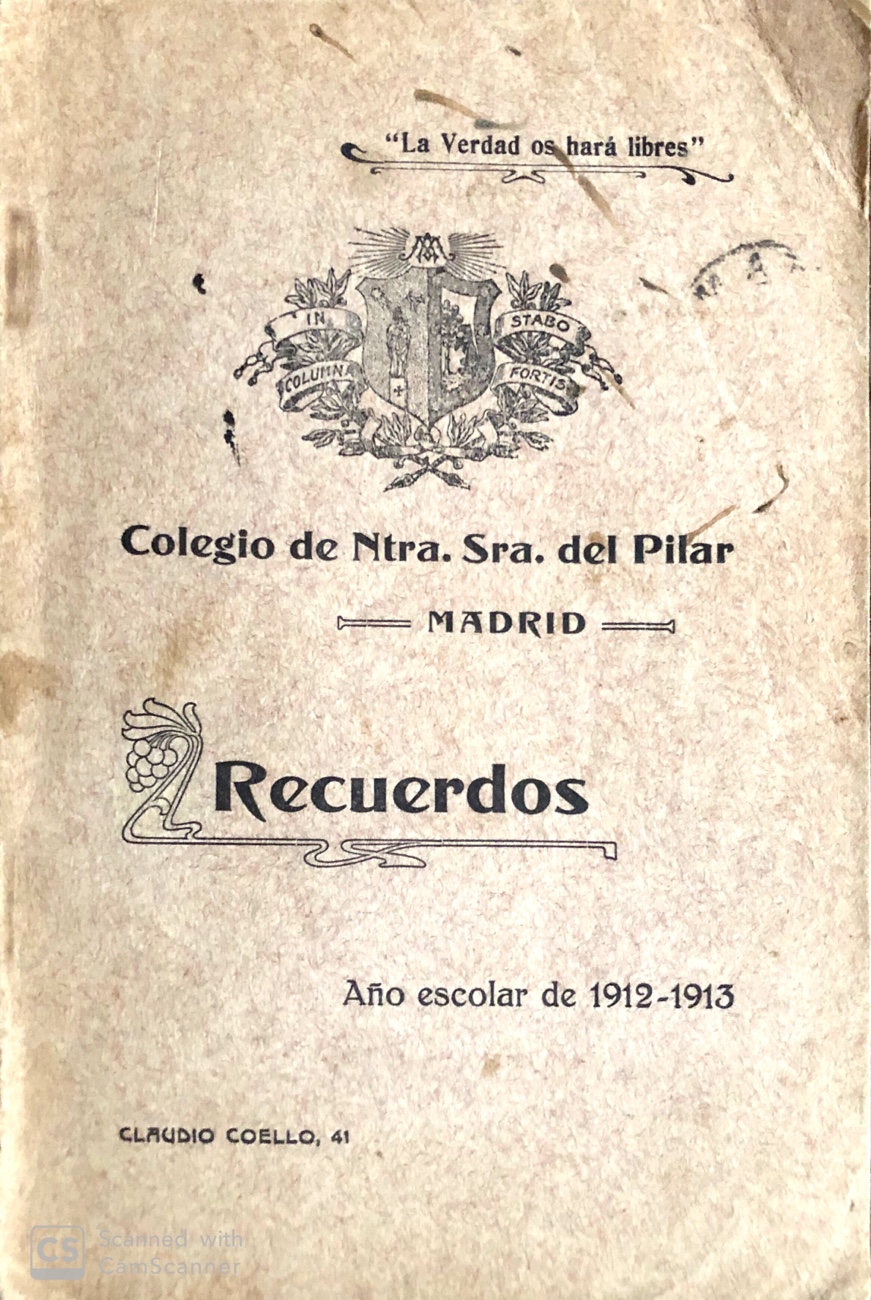 “La Verdad os hará libres”
IN STABO
COLUMNA FORTIS
Colegio de Ntra. Sra. del Pilar
MADRID
Recuerdos
Año escolar de 1912-1913
CLAUDIO COELLO, 41
CS Scanned with
CamScanner